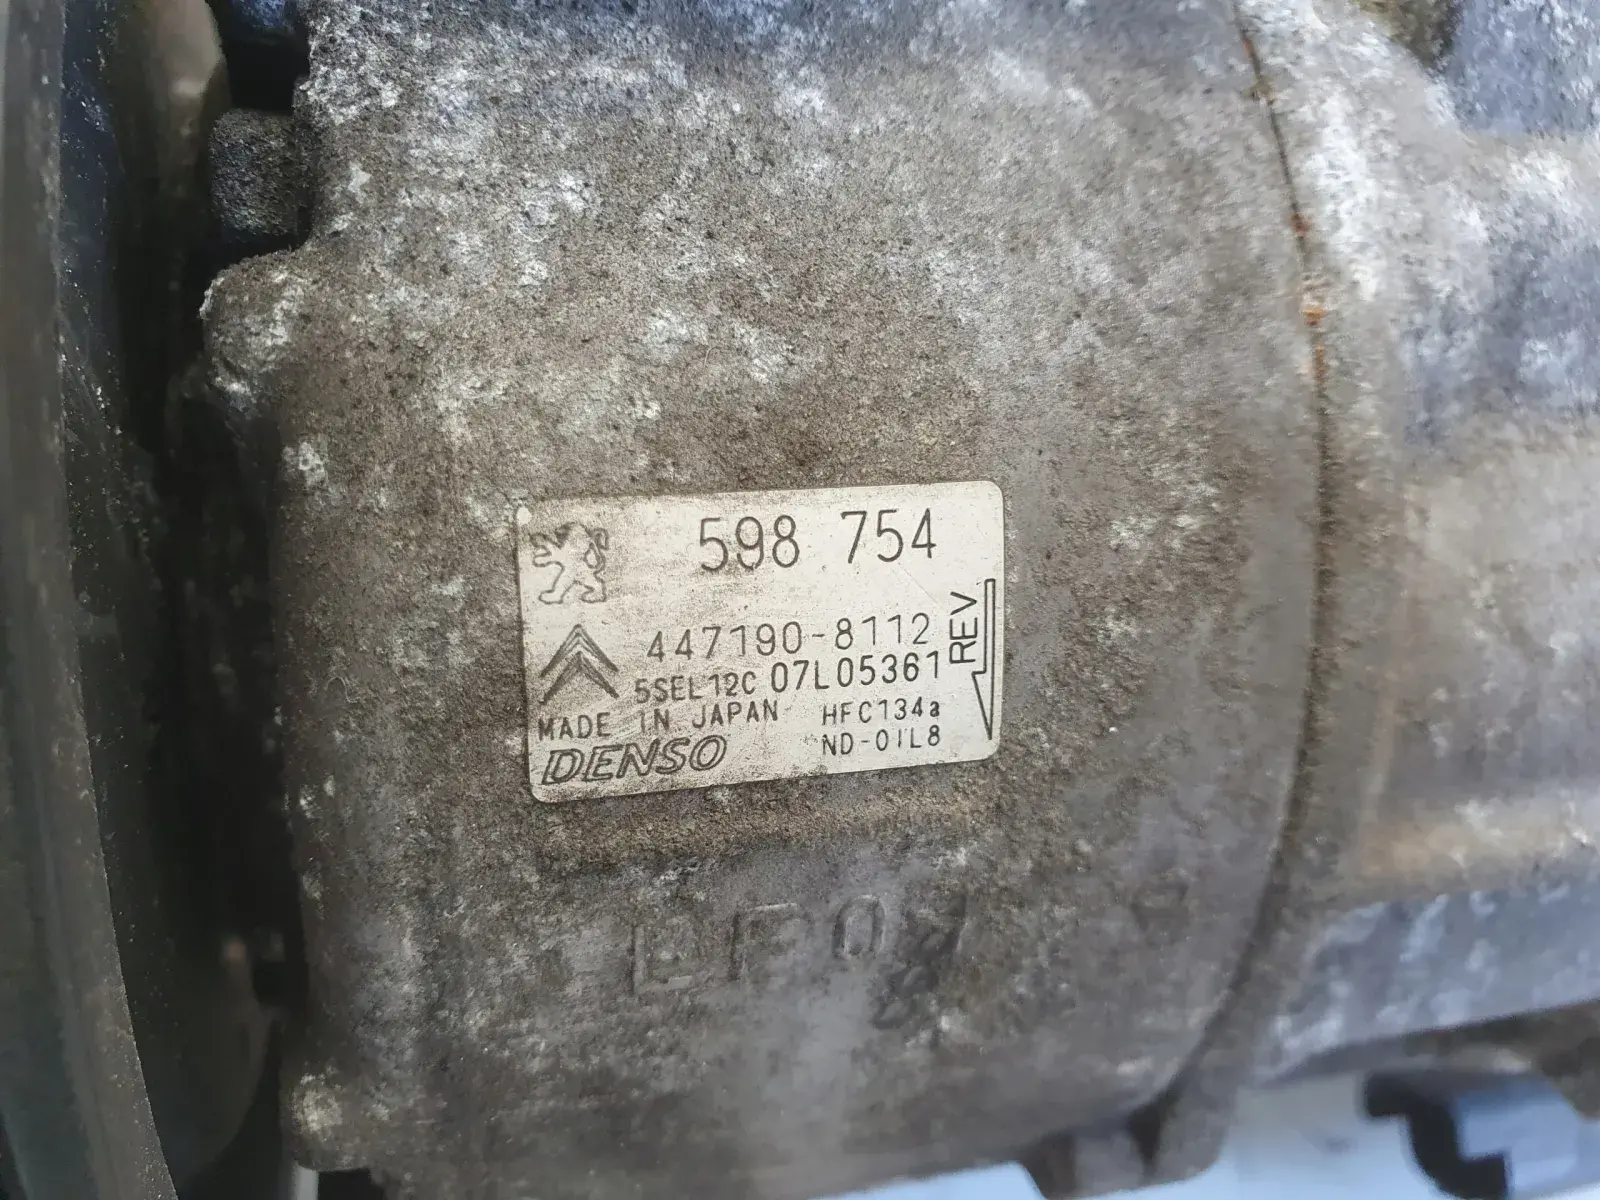 598 754
447190-8112
5SEL12C 07L05361
REV
MADE IN JAPAN HFC134a
DENSO ND-OIL8